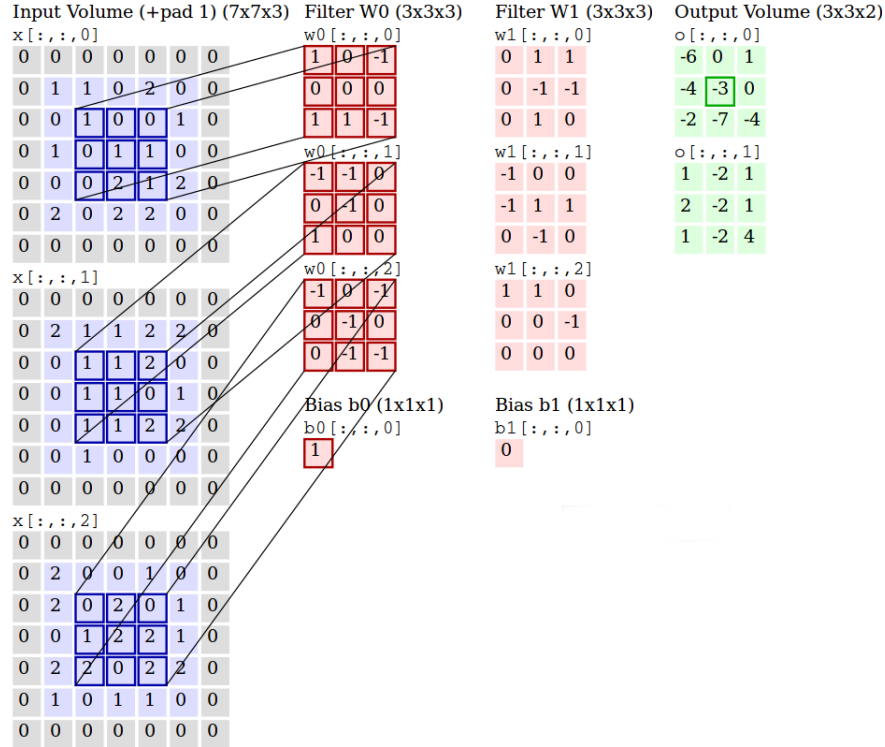 Input Volume (+pad 1) (7x7x3)
x[:,:,0]
0 0 0 0 0 0 0
0 1 1 0 2 0 0
0 0 1 0 0 1 0
0 1 0 1 1 0 0
0 0 0 2 1 2 0
0 2 0 2 2 0 0
0 0 0 0 0 0 0
x[:,:,1]
0 0 0 0 0 0 0
0 2 1 1 2 2 0
0 0 1 1 2 0 0
0 0 1 1 0 1 0
0 0 1 1 2 2 0
0 0 1 0 0 0 0
0 0 0 0 0 0 0
x[:,:,2]
0 0 0 0 0 0 0
0 2 0 0 1 0 0
0 2 0 2 0 1 0
0 0 1 2 2 1 0
0 2 2 0 2 2 0
0 1 0 1 1 0 0
0 0 0 0 0 0 0
Filter W0 (3x3x3)
w0[:,:,0]
1 0 -1
0 0 0
1 1 -1
w0[:,:,1]
-1 -1 0
0 -1 0
1 0 0
w0[:,:,2]
-1 0 -1
0 -1 0
0 -1 -1
Bias b0 (1x1x1)
b0[:,:,0]
1
Filter W1 (3x3x3)
w1[:,:,0]
0 1 1
0 -1 -1
0 1 0
w1[:,:,1]
-1 0 0
-1 1 1
0 -1 0
w1[:,:,2]
1 1 0
0 0 -1
0 0 0
Bias b1 (1x1x1)
b1[:,:,0]
0
Output Volume (3x3x2)
o[:,:,0]
-6 0 1
-4 -3 0
-2 -7 -4
o[:,:,1]
1 -2 1
2 -2 1
1 -2 4